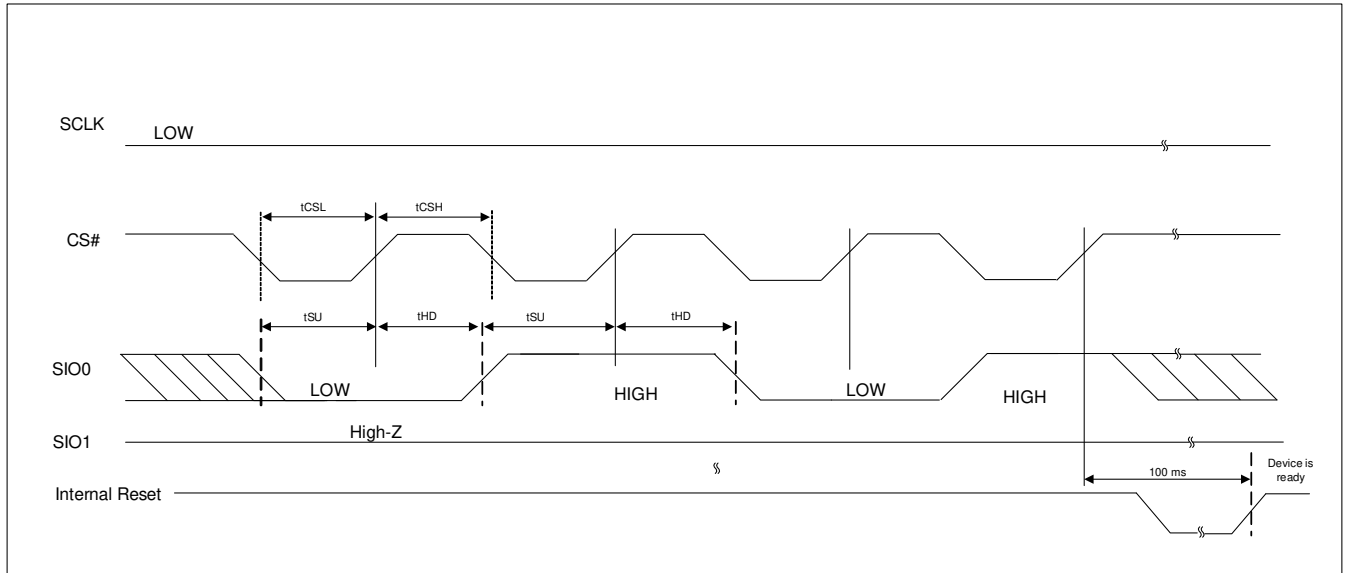 SCLK
LOW
tCSL
tCSH
CS#
tSU
tHD
tSU
tHD
SIO0
LOW
HIGH
LOW
HIGH
High-Z
SIO1
100 ms
Device is
ready
Internal Reset